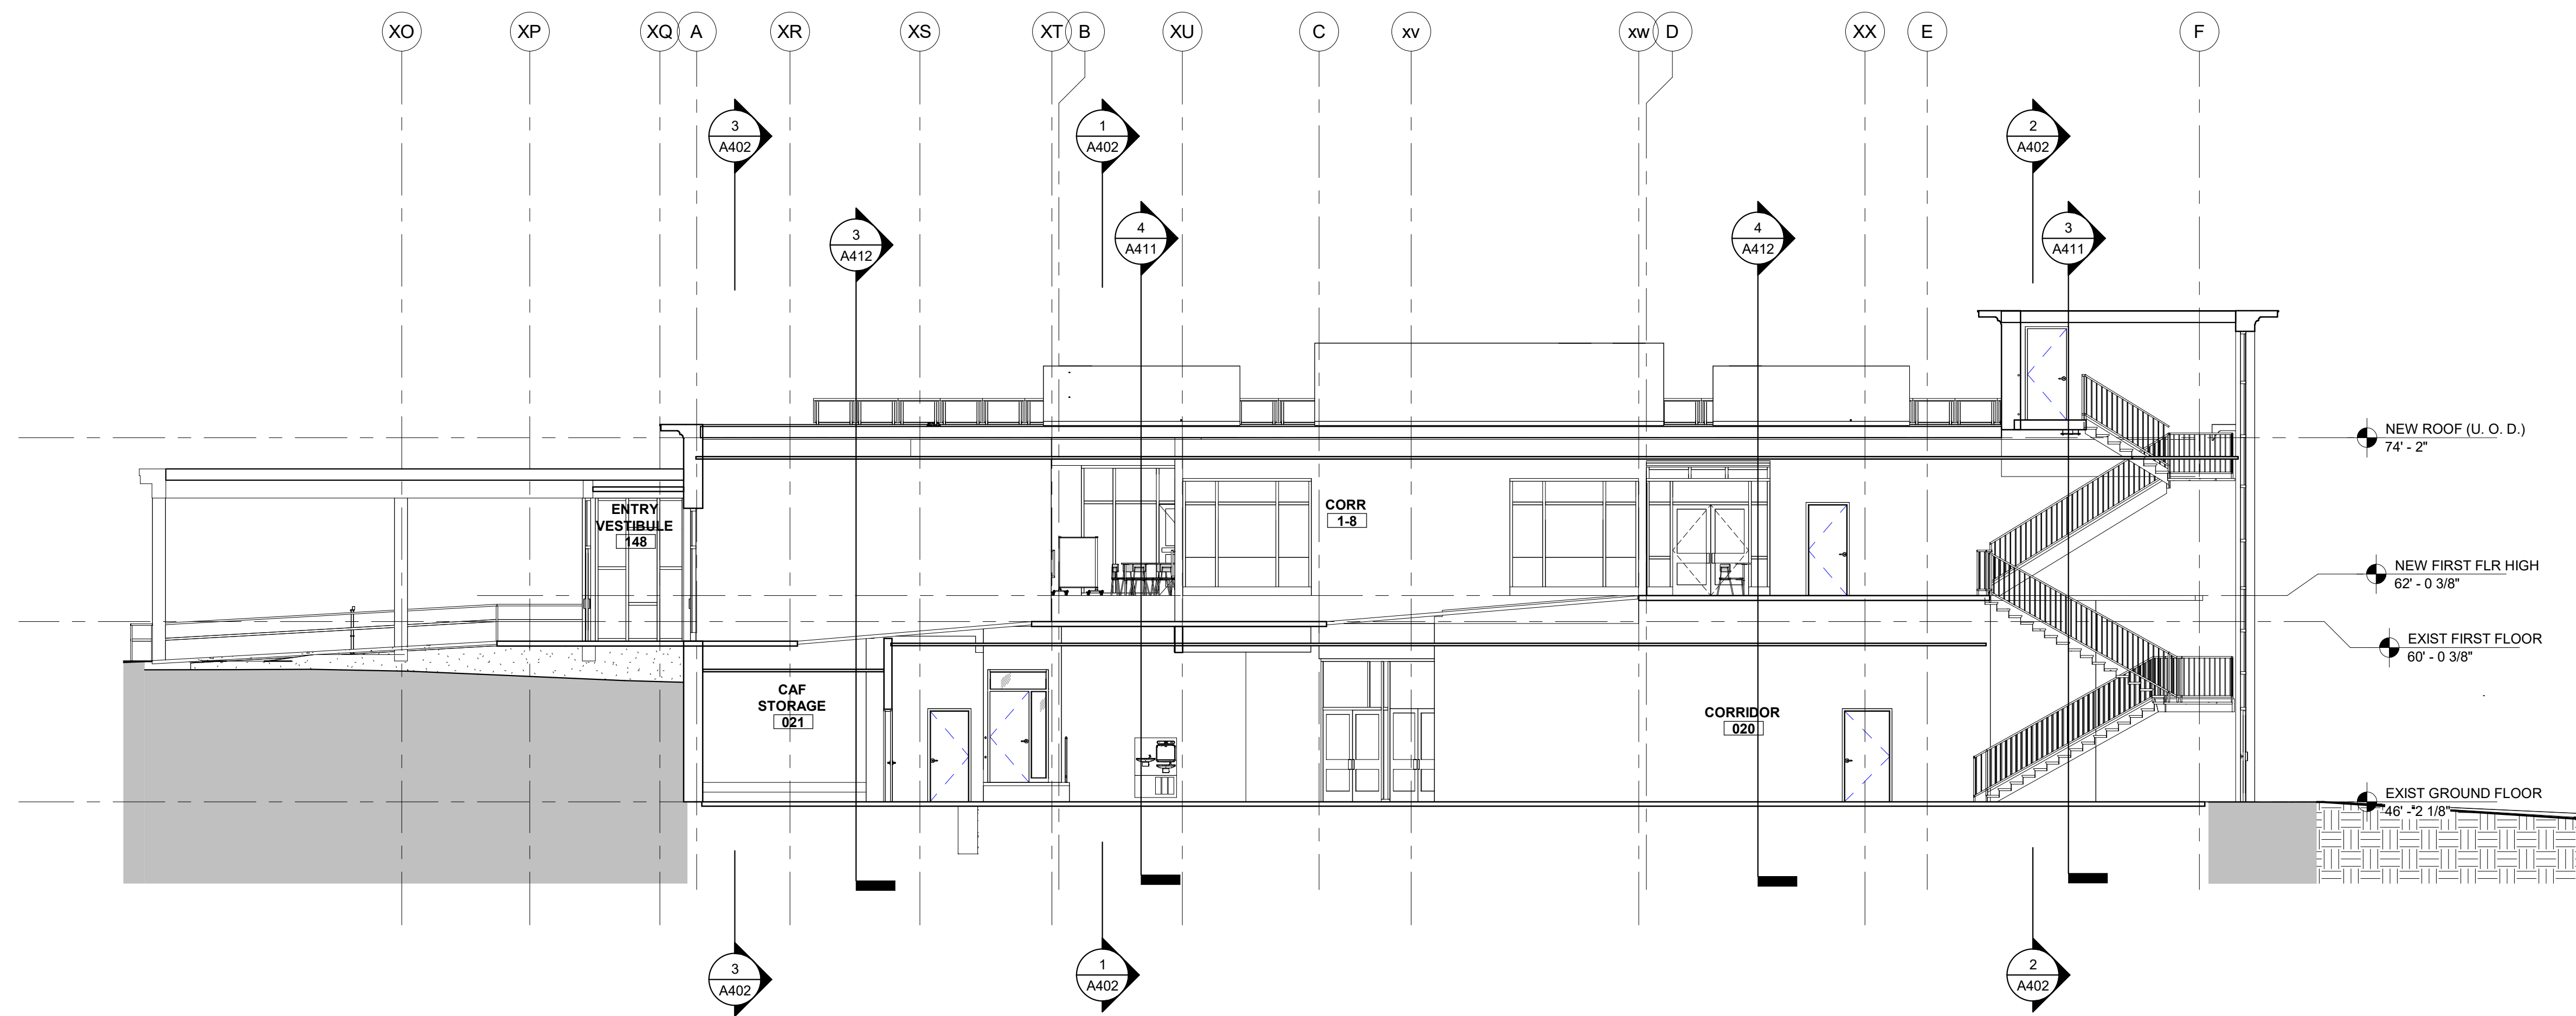 XO XP XQ A XR XS XT B XU C xv xw D XX E F
3
A402
1
A402
2
A402
3
A412
4
A411
4
A412
3
A411
NEW ROOF (U. O. D.)
74' - 2"
ENTRY
VESTIBULE
148
CORR
1-8
NEW FIRST FLR HIGH
62' - 0 3/8"
EXIST FIRST FLOOR
60' - 0 3/8"
CAF
STORAGE
021
CORRIDOR
020
EXIST GROUND FLOOR
46' - 2 1/8"
3
A402
1
A402
2
A402